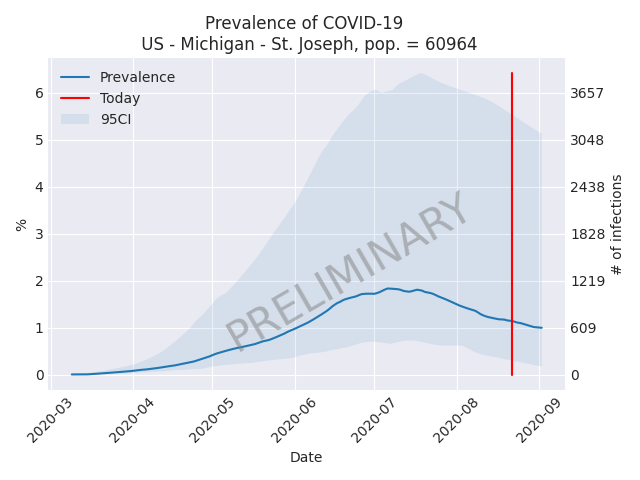 Prevalence of COVID-19
US - Michigan - St. Joseph, pop. = 60964
Prevalence
Today
95CI
%
6
5
4
3
2
1
0
3657
3048
2438
1828
1219
609
0
# of infections
PRELIMINARY
2020-03
2020-04
2020-05
2020-06
2020-07
2020-08
2020-09
Date